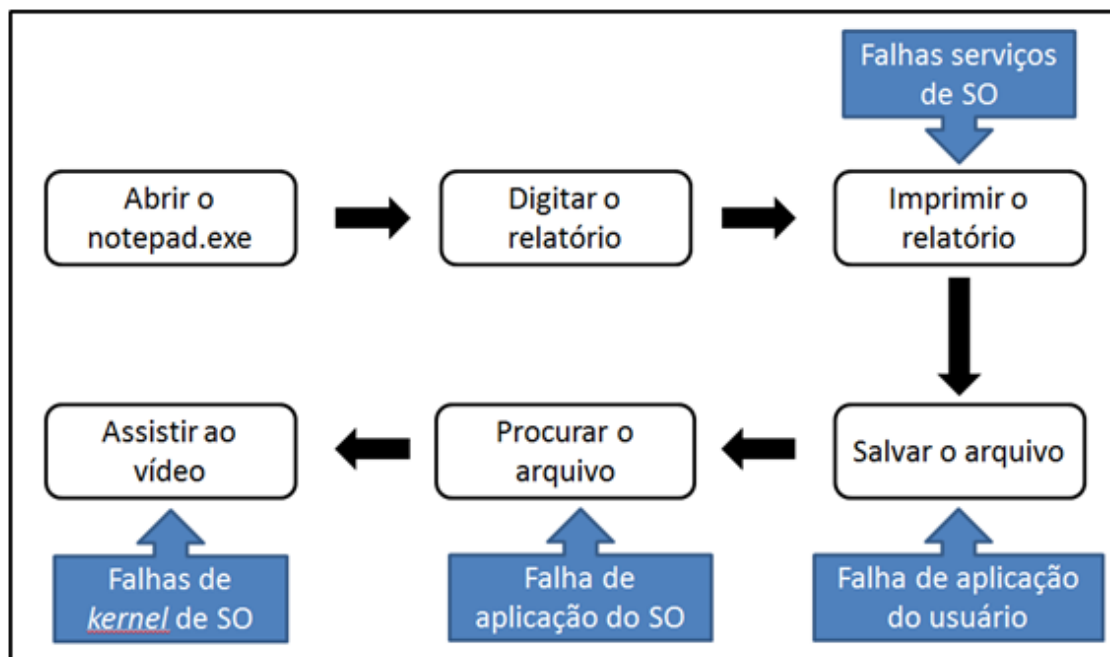 Falhas serviços
de SO
Abrir o
notepad.exe
Digitar o
relatório
Imprimir o
relatório
Assistir ao
vídeo
Procurar o
arquivo
Salvar o arquivo
Falhas de
kernel de SO
Falha de
aplicação do SO
Falha de aplicação
do usuário